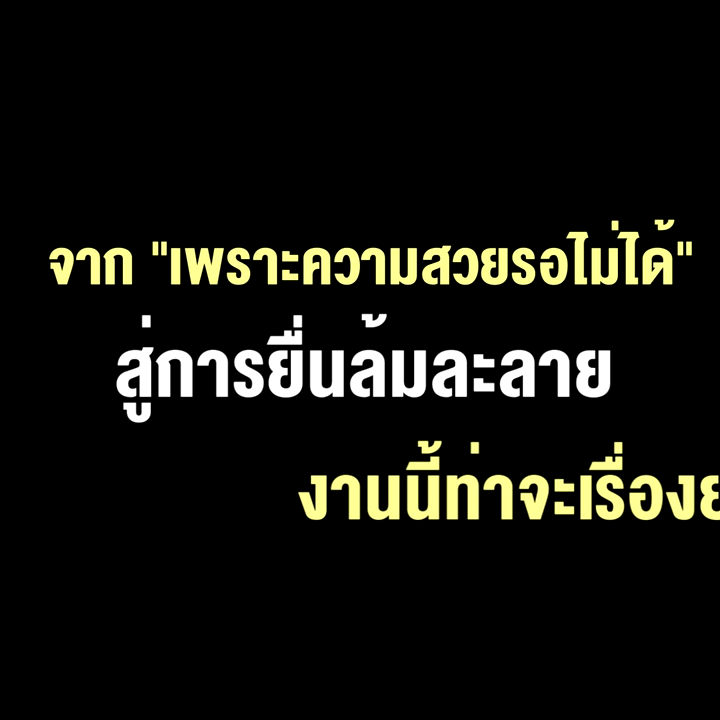 จาก "เพราะความสวยรอไม่ได้"
สู่การยื่นล้มละลาย
งานนี้ท่าจะเรื่อง